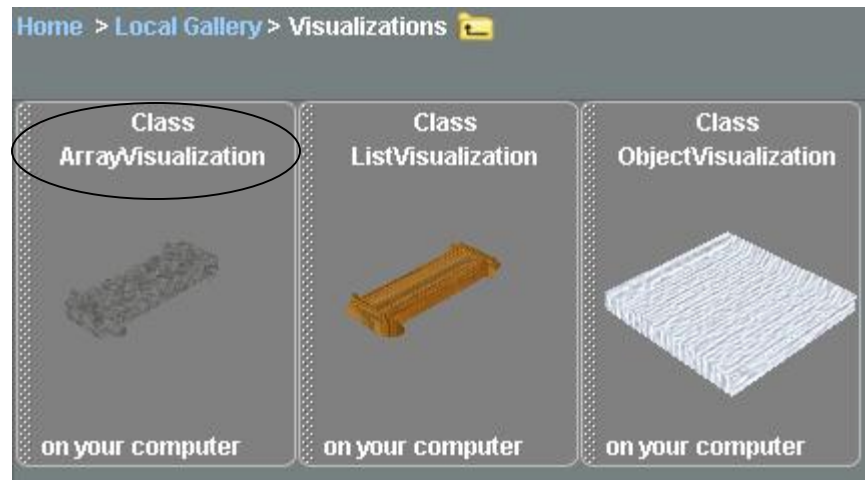 Home > Local Gallery > Visualizations
Class
ArrayVisualization
on your computer
Class
ListVisualization
on your computer
Class
ObjectVisualization
on your computer